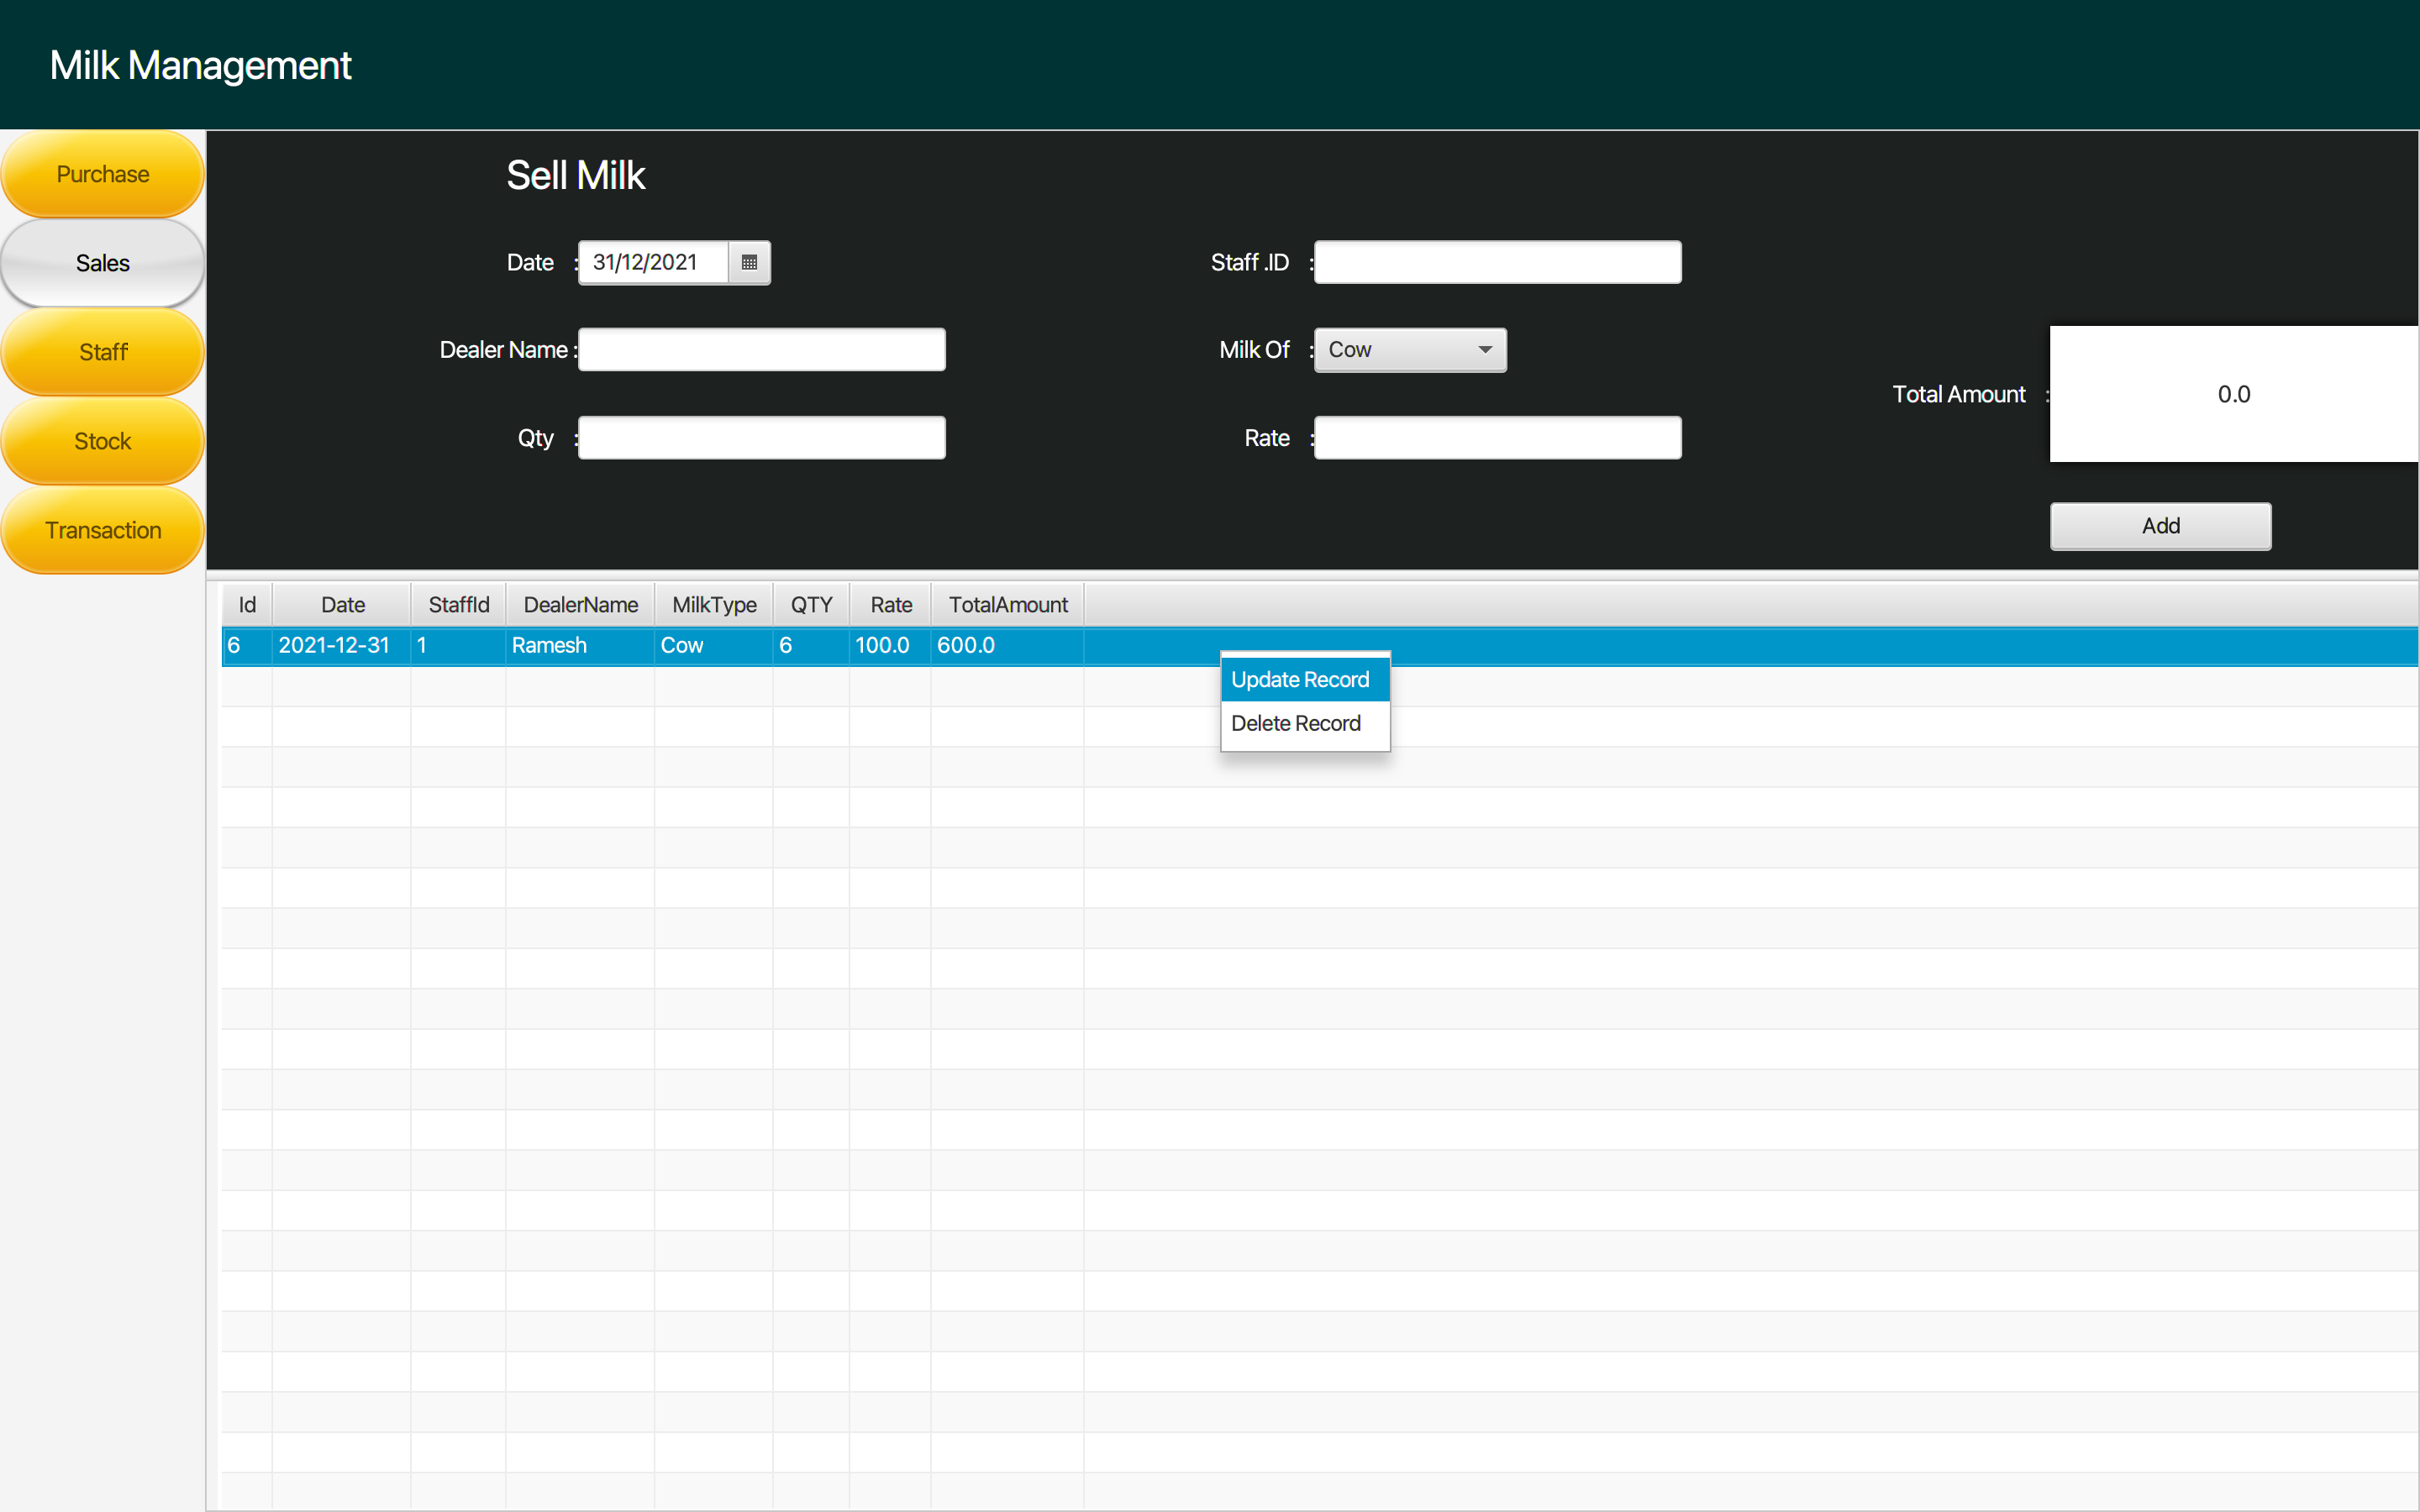 Milk Management
Purchase
Sales
Staff
Stock
Transaction
Sell Milk
Date : 31/12/2021
Staff .ID :
Dealer Name :
Milk Of : Cow
Total Amount : 0.0
Qty :
Rate :
Add
Id Date StaffId DealerName MilkType QTY Rate TotalAmount
6 2021-12-31 1 Ramesh Cow 6 100.0 600.0
Update Record
Delete Record